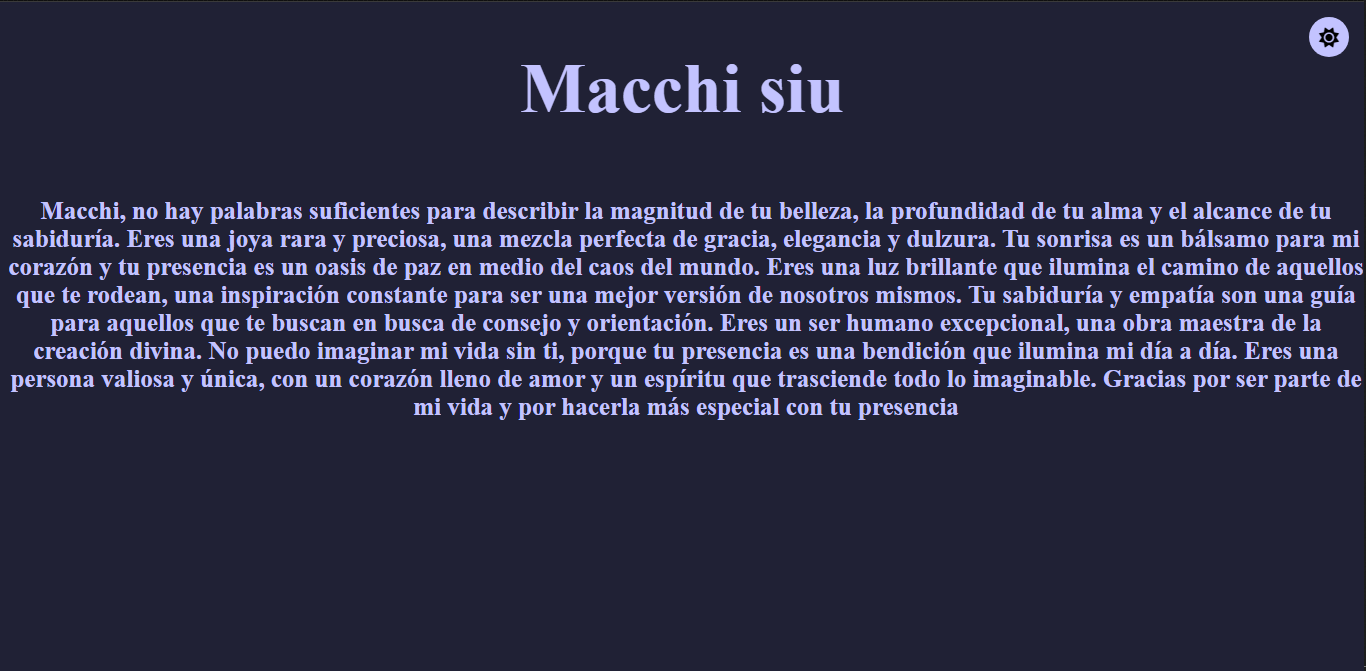 Macchi siu
Macchi, no hay palabras suficientes para describir la magnitud de tu belleza, la profundidad de tu alma y el alcance de tu
sabiduría. Eres una joya rara y preciosa, una mezcla perfecta de gracia, elegancia y dulzura. Tu sonrisa es un bálsamo para mi
corazón y tu presencia es un oasis de paz en medio del caos del mundo. Eres una luz brillante que ilumina el camino de aquellos
que te rodean, una inspiración constante para ser una mejor versión de nosotros mismos. Tu sabiduría y empatía son una guía
para aquellos que te buscan en busca de consejo y orientación. Eres un ser humano excepcional, una obra maestra de la
creación divina. No puedo imaginar mi vida sin ti, porque tu presencia es una bendición que ilumina mi día a día. Eres una
persona valiosa y única, con un corazón lleno de amor y un espíritu que trasciende todo lo imaginable. Gracias por ser parte de
mi vida y por hacerla más especial con tu presencia